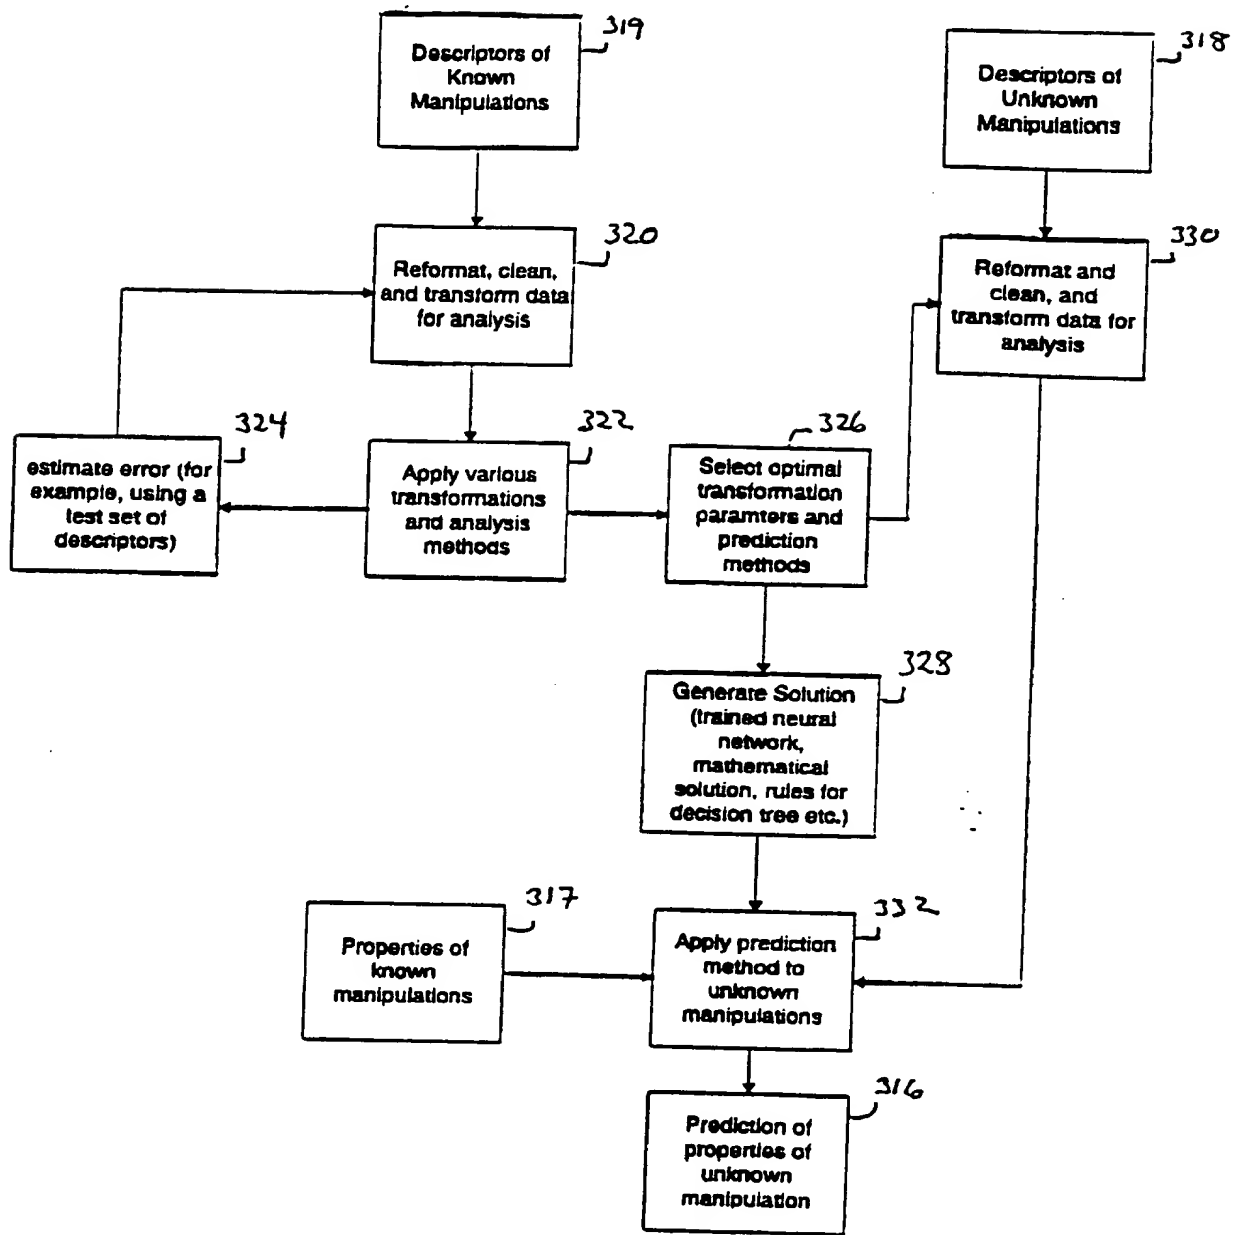 319
Descriptors of
Known
Manipulations
318
Descriptors of
Unknown
Manipulations
320
Reformat, clean,
and transform data
for analysis
330
Reformat and
clean, and
transform data for
analysis
324
estimate error (for
example, using a
test set of
descriptors)
322
Apply various
transformations
and analysis
methods
326
Select optimal
transformation
paramters and
prediction
methods
328
Generate Solution
(trained neural
network,
mathematical
solution, rules for
decision tree etc.)
317
Properties of
known
manipulations
332
Apply prediction
method to
unknown
manipulations
316
Prediction of
properties of
unknown
manipulation